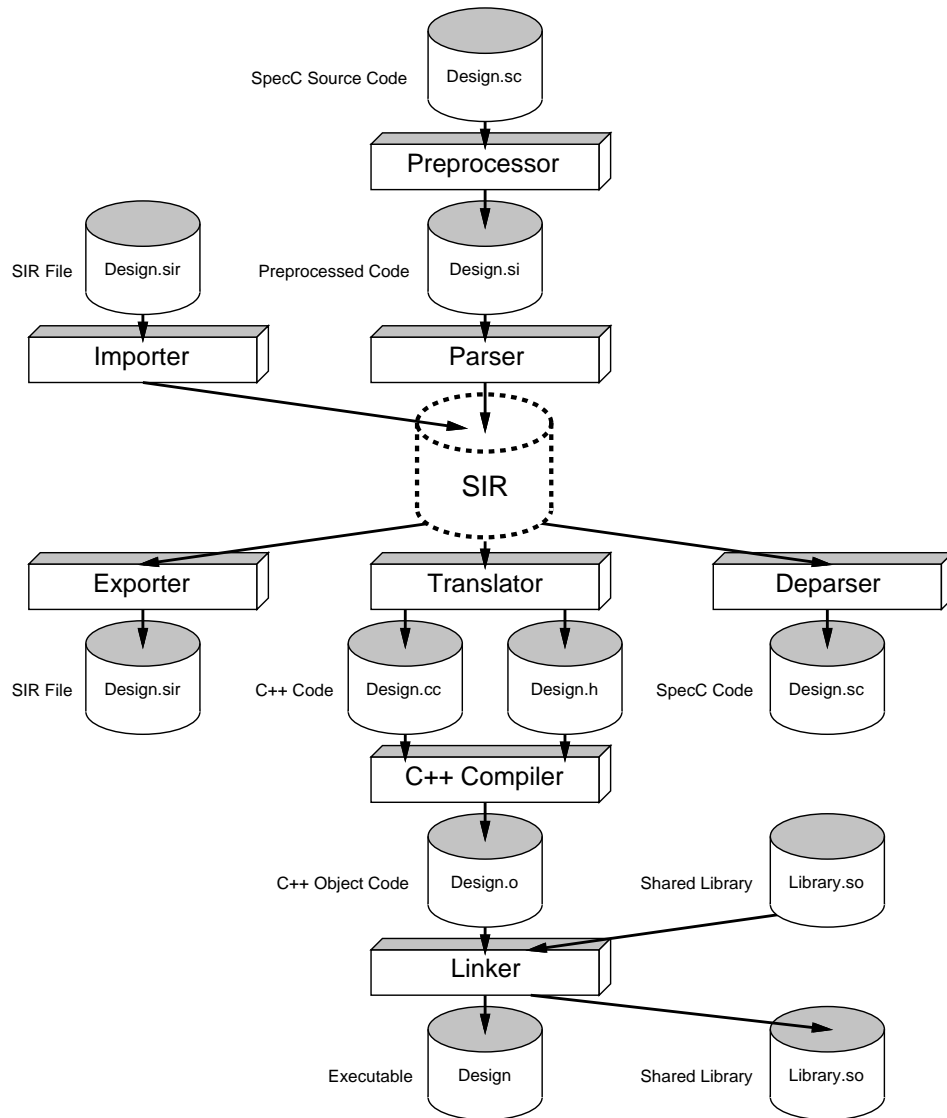 SpecC Source Code
Design.sc
Preprocessor
SIR File
Design.sir
Preprocessed Code
Design.si
Importer
Parser
SIR
Exporter
Translator
Deparser
SIR File
Design.sir
C++ Code
Design.cc
Design.h
SpecC Code
Design.sc
C++ Compiler
C++ Object Code
Design.o
Shared Library
Library.so
Linker
Executable
Design
Shared Library
Library.so